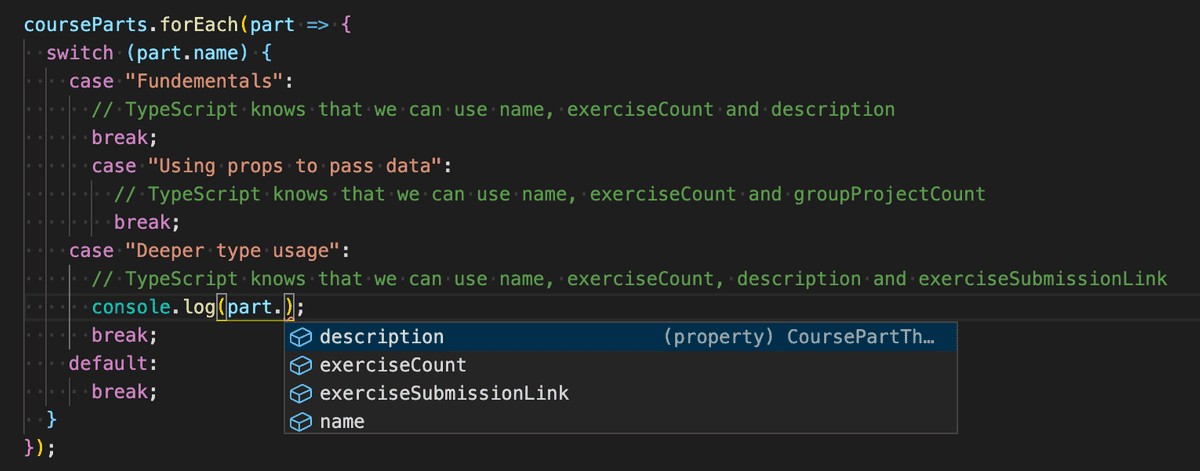 courseParts.forEach(part => {
switch (part.name) {
case "Fundementals":
// TypeScript knows that we can use name, exerciseCount and description
break;
case "Using props to pass data":
// TypeScript knows that we can use name, exerciseCount and groupProjectCount
break;
case "Deeper type usage":
// TypeScript knows that we can use name, exerciseCount, description and exerciseSubmissionLink
console.log(part.);
break;
description (property) CoursePartTh…
default:
exerciseCount
break;
exerciseSubmissionLink
}
name
});